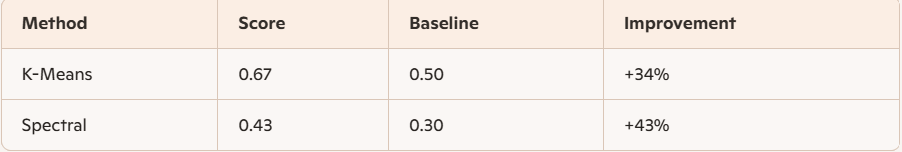 Method Score Baseline Improvement
K-Means 0.67 0.50 +34%
Spectral 0.43 0.30 +43%